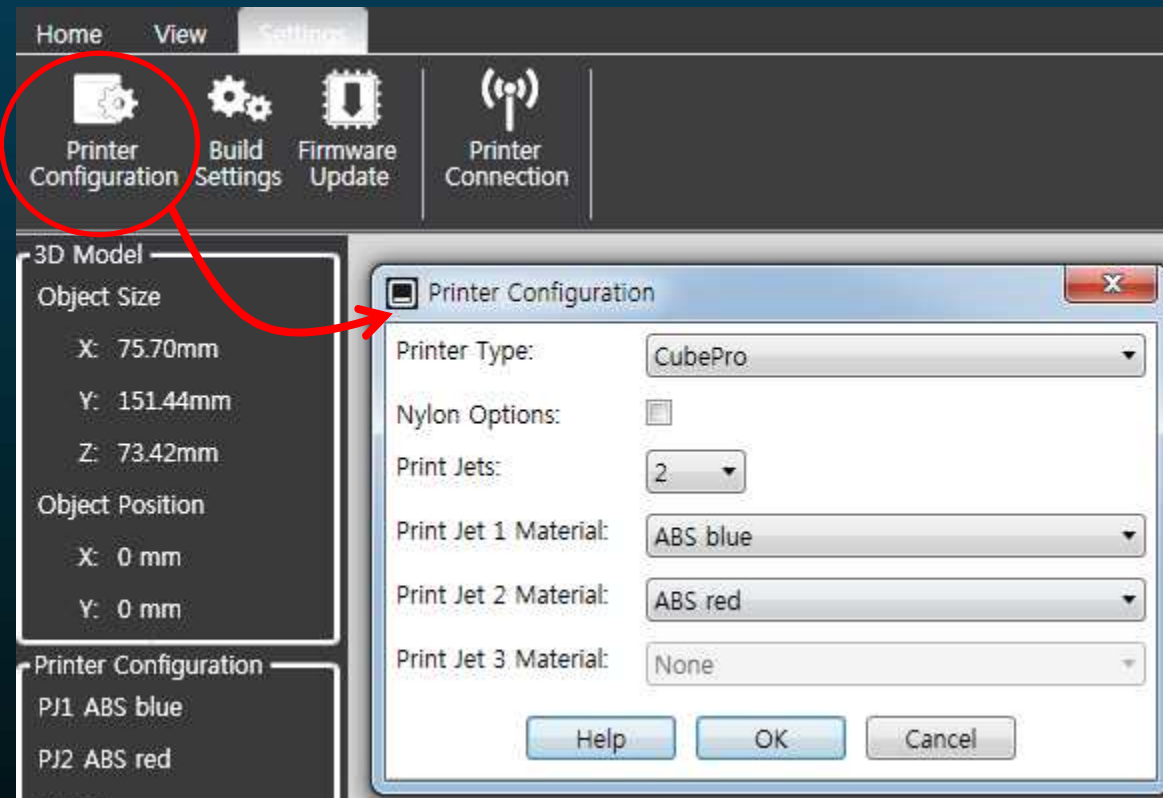 Home View Settings
Printer Configuration
Build Settings
Firmware Update
Printer Connection
3D Model
Object Size
X: 75.70mm
Y: 151.44mm
Z: 73.42mm
Object Position
X: 0 mm
Y: 0 mm
Printer Configuration
PJ1 ABS blue
PJ2 ABS red
Printer Configuration
Printer Type: CubePro
Nylon Options:
Print Jets: 2
Print Jet 1 Material: ABS blue
Print Jet 2 Material: ABS red
Print Jet 3 Material: None
Help OK Cancel